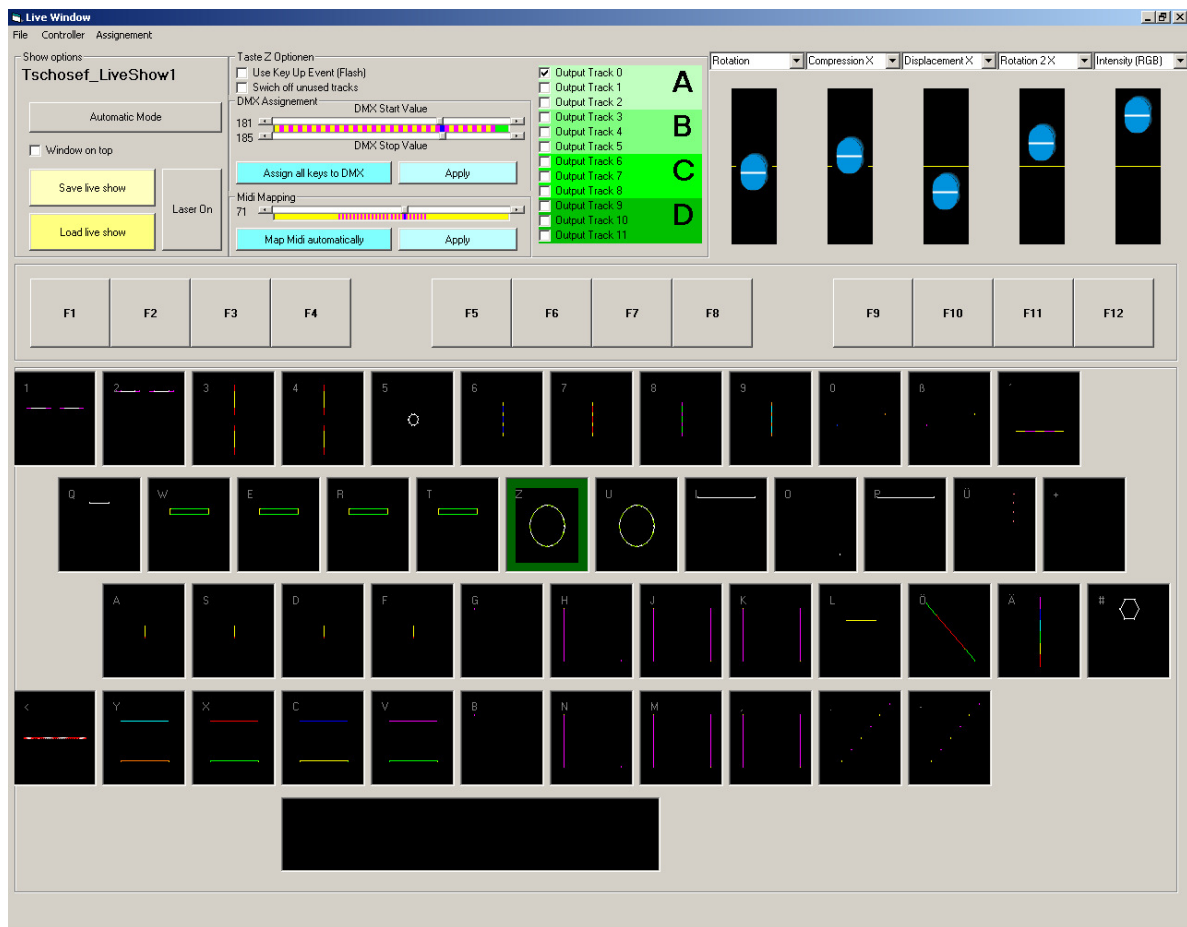 Live Window
File Controller Assignement
Show options
Tschosef_LiveShow1
Automatic Mode
Window on top
Save live show
Load live show
Laser On
Taste Z Optionen
Use Key Up Event (Flash)
Swich off unused tracks
DMX Assignement
DMX Start Value
181
185
DMX Stop Value
Assign all keys to DMX
Apply
Midi Mapping
71
Map Midi automatically
Apply
Output Track 0
Output Track 1
Output Track 2
Output Track 3
Output Track 4
Output Track 5
Output Track 6
Output Track 7
Output Track 8
Output Track 9
Output Track 10
Output Track 11
A
B
C
D
Rotation
Compression X
Displacement X
Rotation 2X
Intensity (RGB)
F1 F2 F3 F4 F5 F6 F7 F8 F9 F10 F11 F12
1 2 3 4 5 6 7 8 9 0 ß ´
Q W E R T Z U I O P Ü +
A S D F G H J K L Ö Ä #
< Y X C V B N M , . -